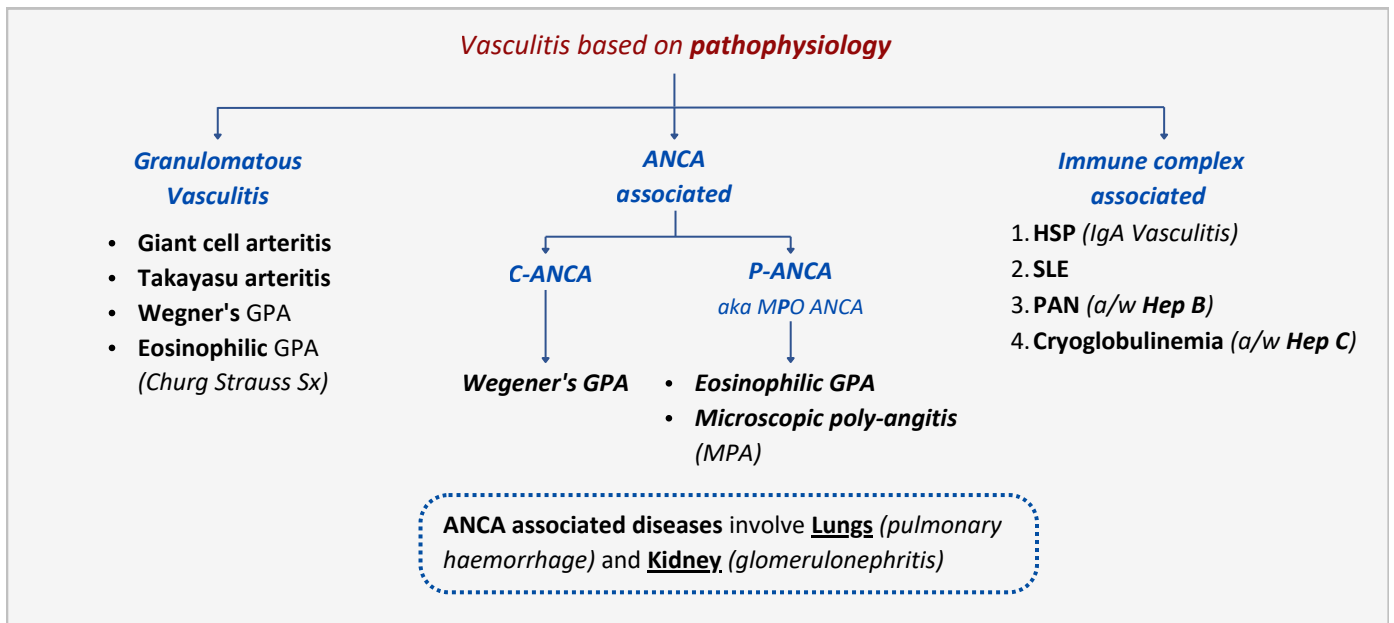 Vasculitis based on pathophysiology
Granulomatous
Vasculitis
• Giant cell arteritis
• Takayasu arteritis
• Wegner's GPA
• Eosinophilic GPA
(Churg Strauss Sx)
ANCA
associated
C-ANCA
Wegener's GPA
P-ANCA
aka MPO ANCA
• Eosinophilic GPA
• Microscopic poly-angitis
(MPA)
Immune complex
associated
1. HSP (IgA Vasculitis)
2. SLE
3. PAN (a/w Hep B)
4. Cryoglobulinemia (a/w Hep C)
ANCA associated diseases involve Lungs (pulmonary
haemorrhage) and Kidney (glomerulonephritis)